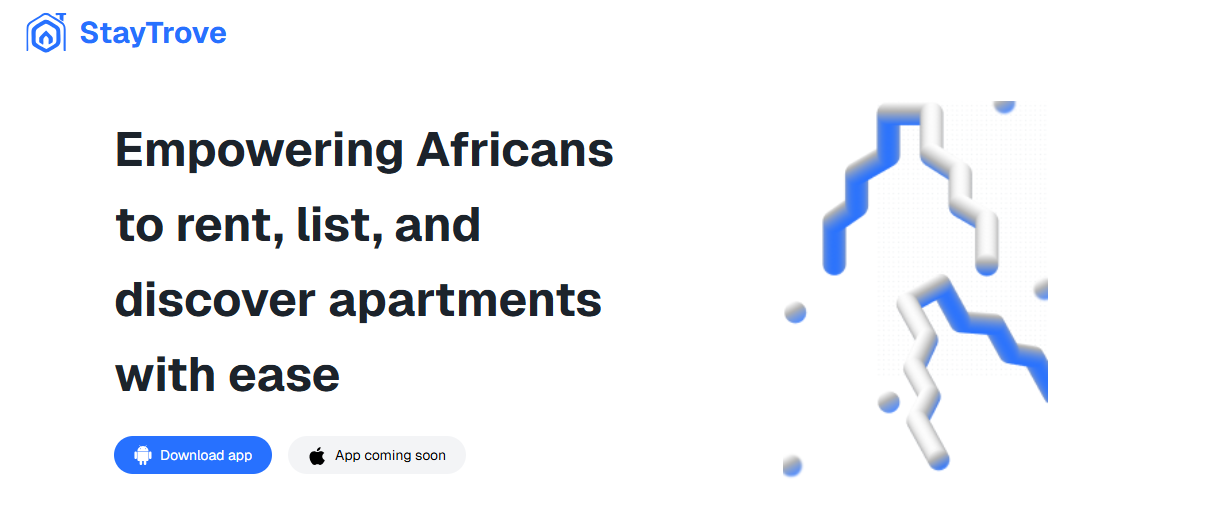 StayTrove
Empowering Africans
to rent, list, and
discover apartments
with ease
Download app
App coming soon